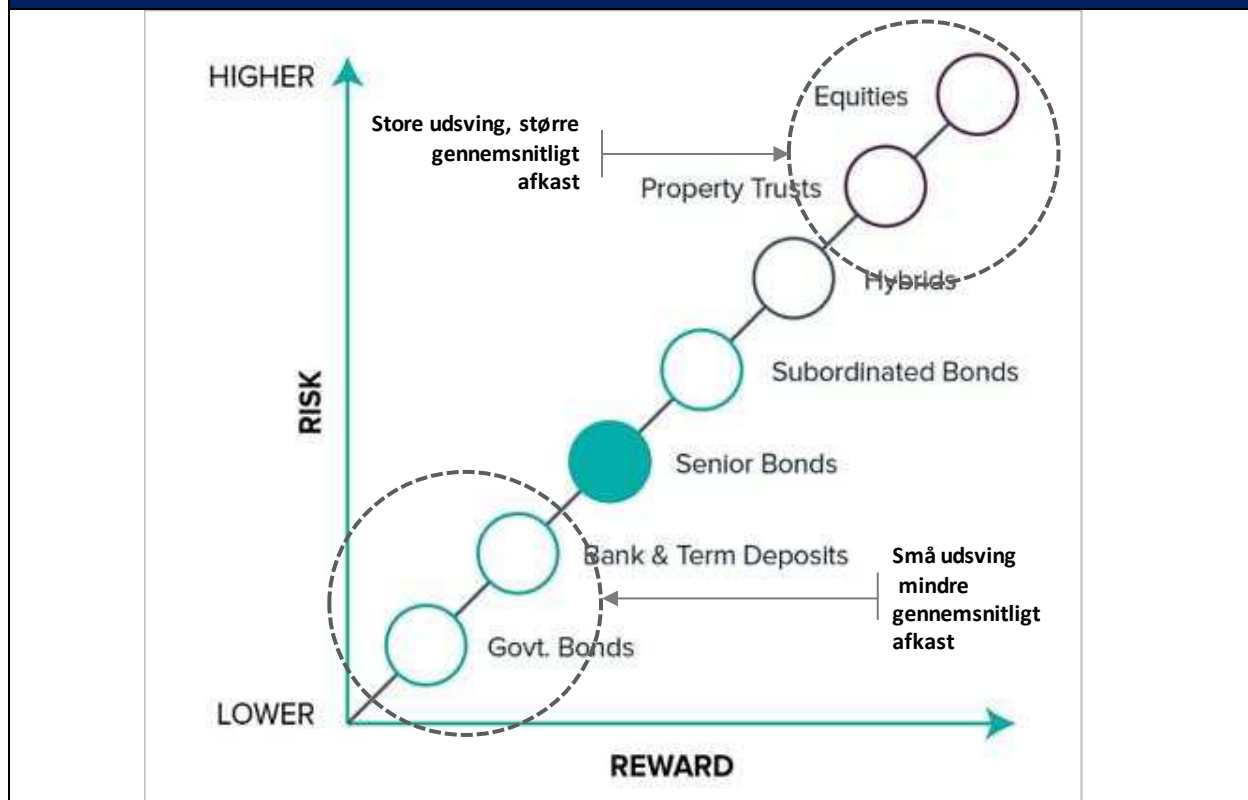 HIGHER
Equities
Store udsving, større
gennemsnitligt
afkast
Property Trusts
Hybrids
Subordinated Bonds
RISK
Senior Bonds
Bank & Term Deposits
Små udsving
mindre
gennemsnitligt
afkast
Govt. Bonds
LOWER
REWARD